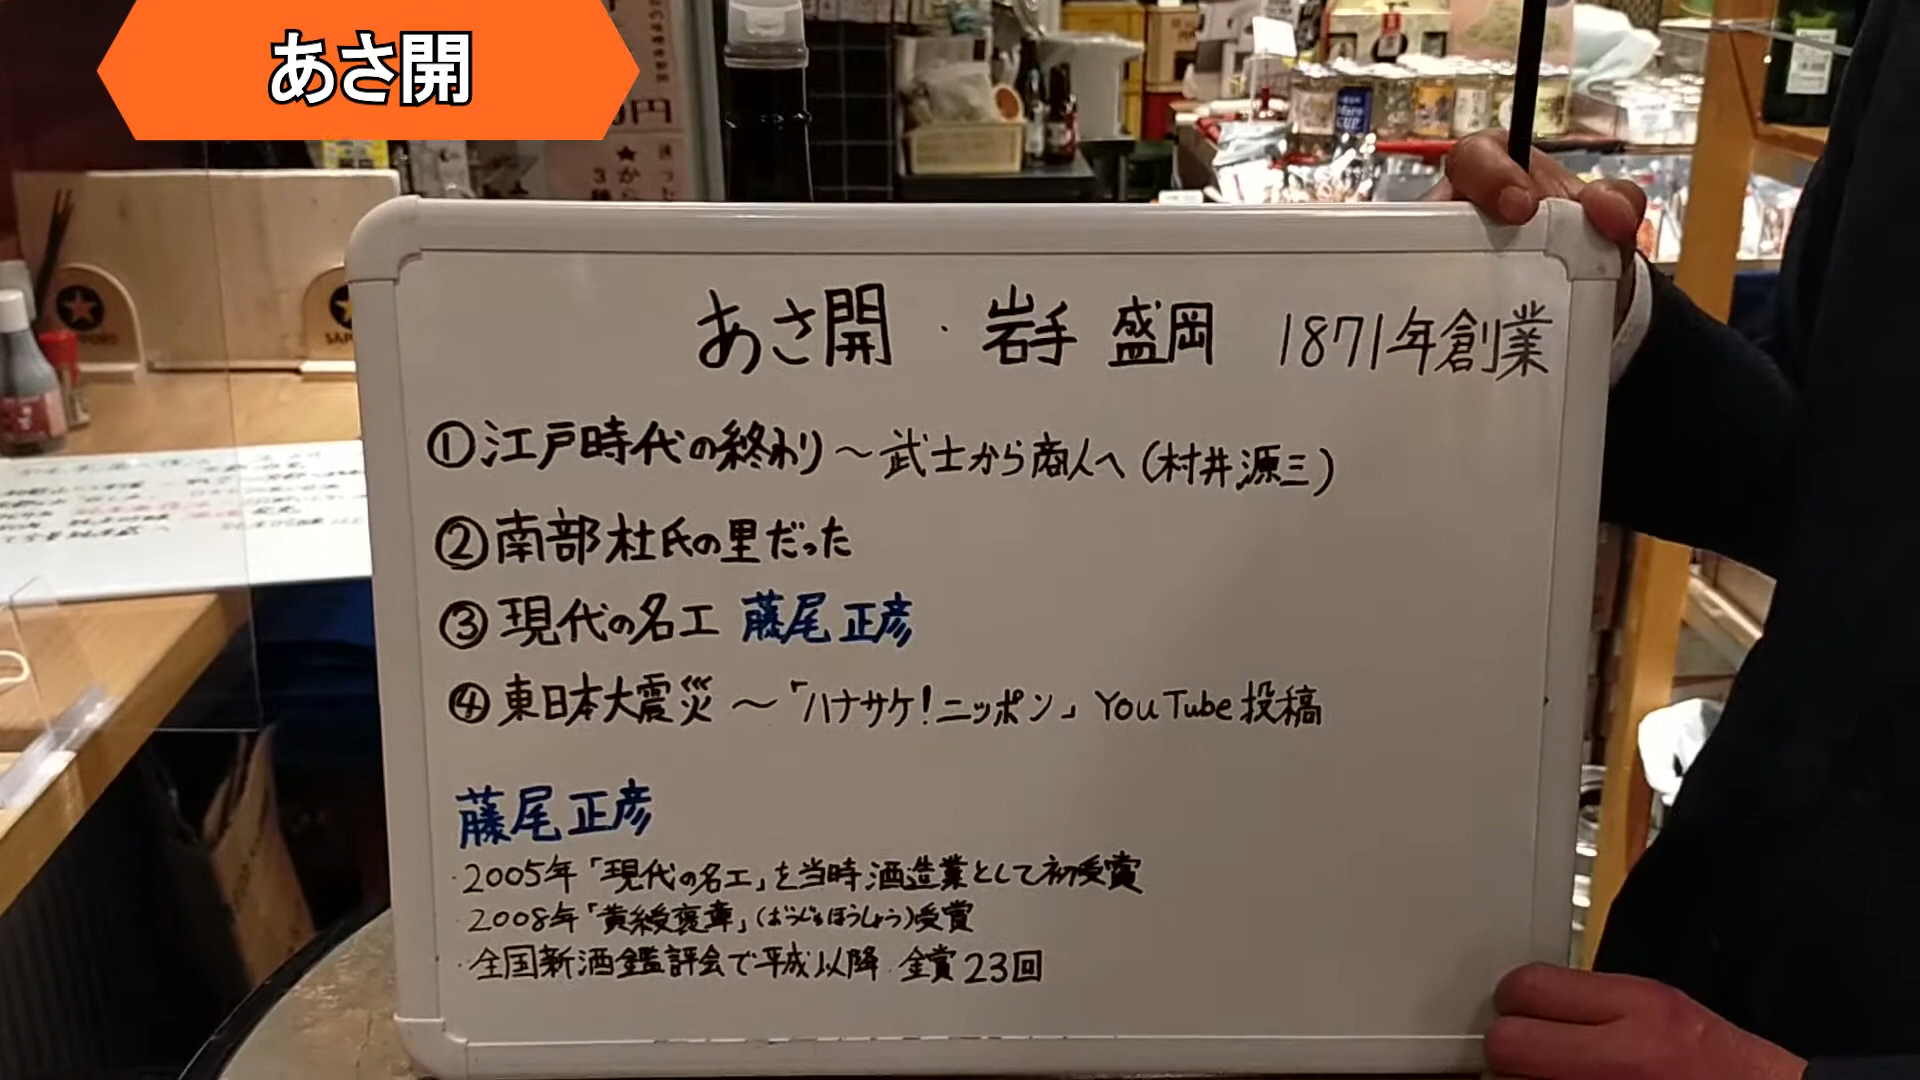 あさ開
あさ開・岩手 盛岡 1871年創業
①江戸時代の終わり～武士から商人へ(村井源三)
②南部杜氏の里だった
③現代の名工 藤尾正彦
④東日本大震災～「ハナサケ!ニッポン」YouTube投稿
藤尾正彦
・2005年「現代の名工」を当時酒造業として初受賞
・2008年「黄綬褒章」(おうじゅほうしょう)受賞
・全国新酒鑑評会で平成以降 金賞23回